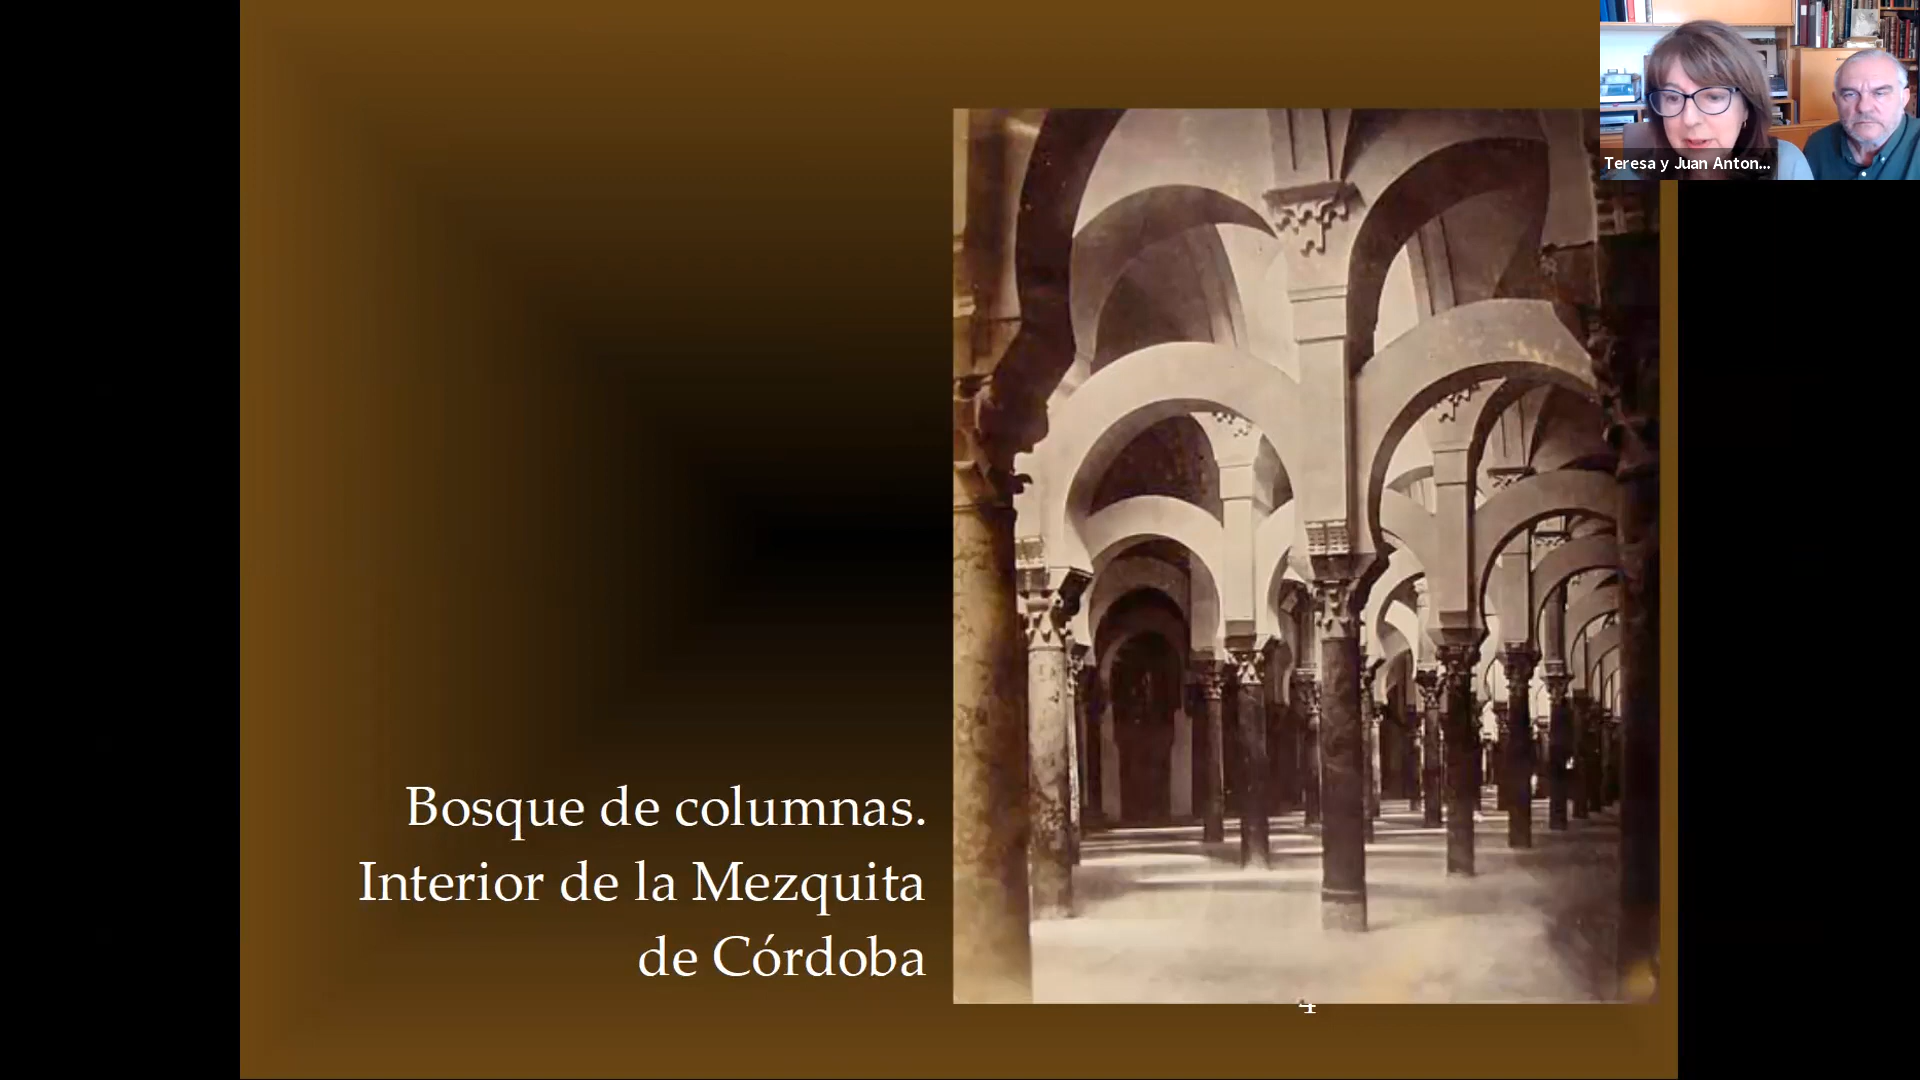 Teresa y Juan Anton...
Bosque de columnas.
Interior de la Mezquita
de Córdoba
4